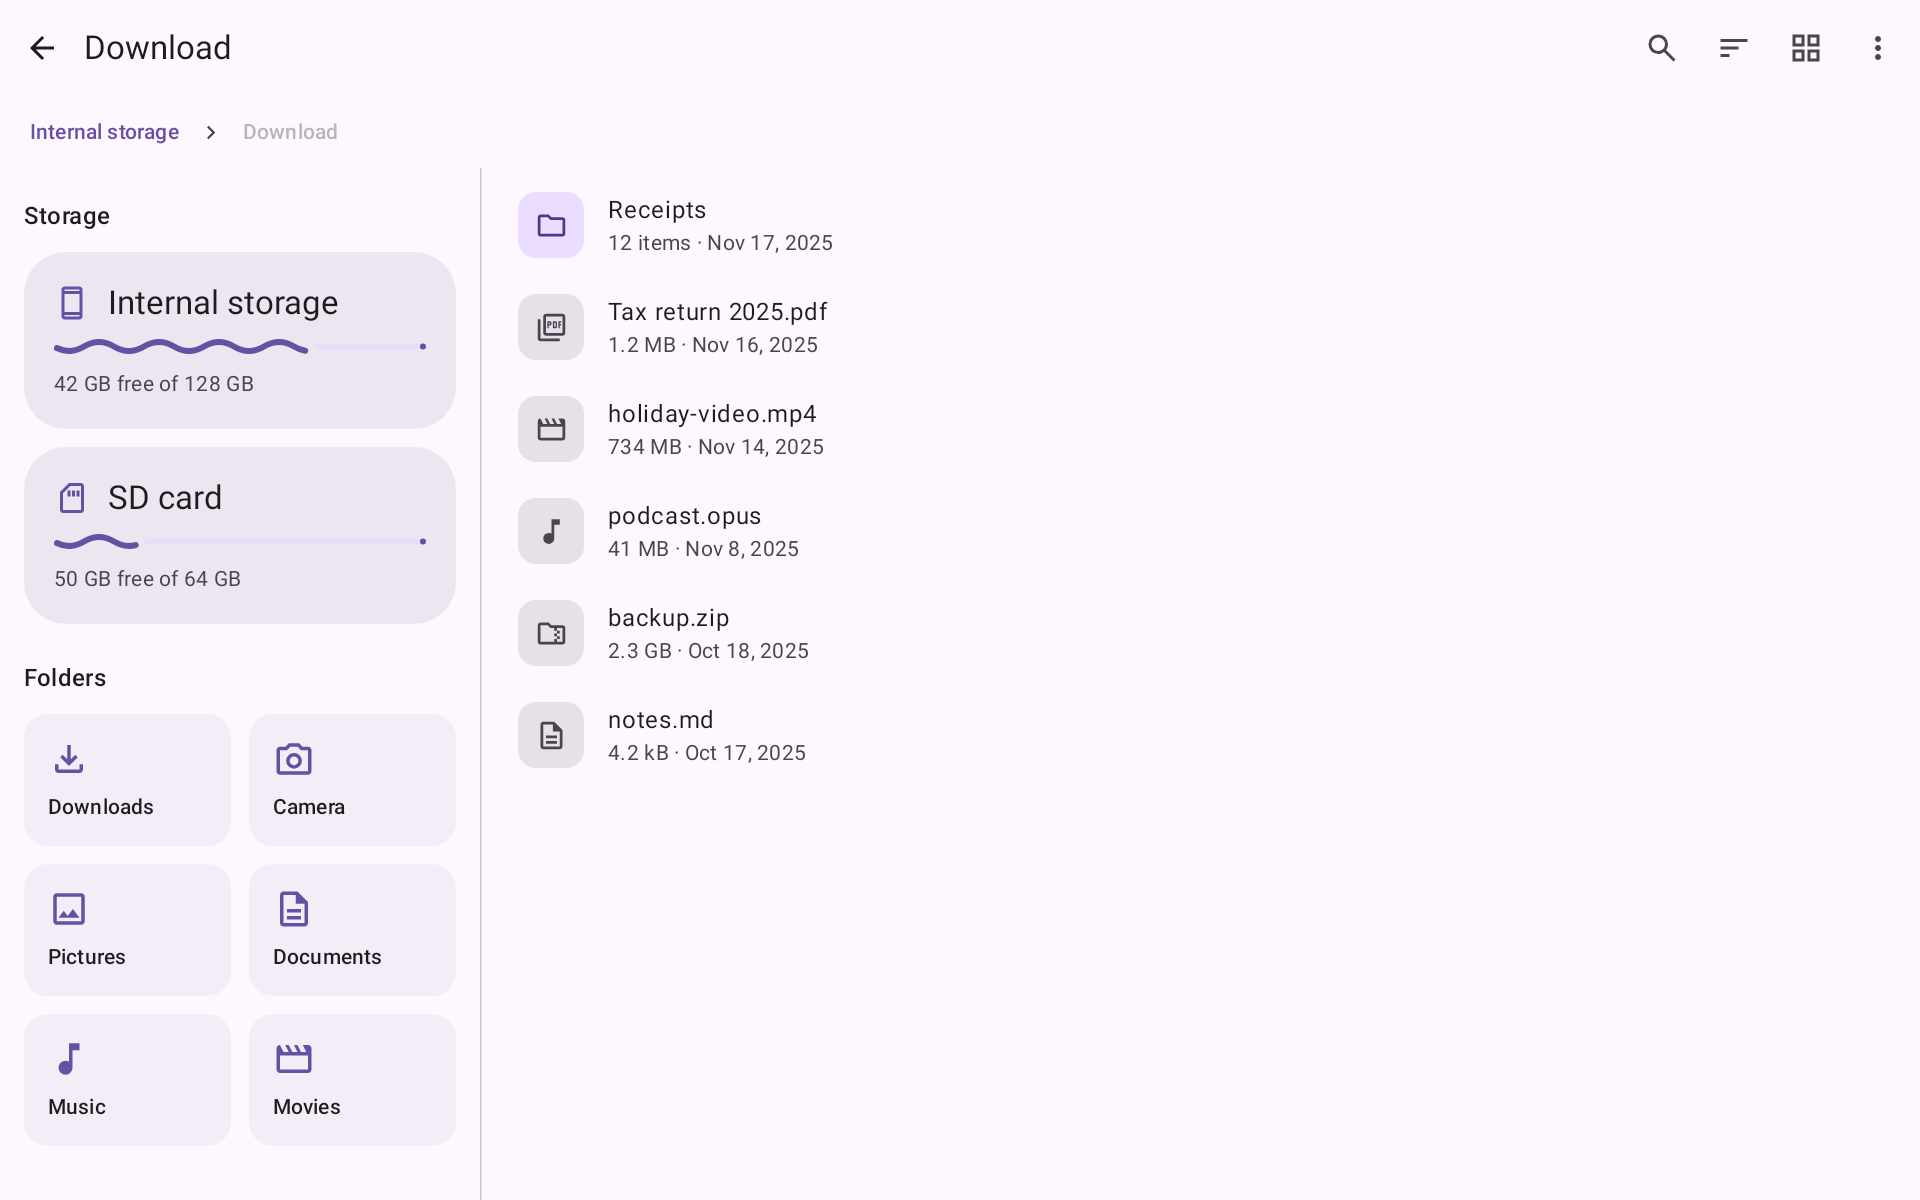 Download
Internal storage
Download
Storage
Internal storage
42 GB free of 128 GB
SD card
50 GB free of 64 GB
Folders
Downloads
Camera
Pictures
Documents
Music
Movies
Receipts
12 items · Nov 17, 2025
Tax return 2025.pdf
PDF
1.2 MB · Nov 16, 2025
holiday-video.mp4
734 MB · Nov 14, 2025
podcast.opus
41 MB · Nov 8, 2025
backup.zip
2.3 GB · Oct 18, 2025
notes.md
4.2 kB · Oct 17, 2025